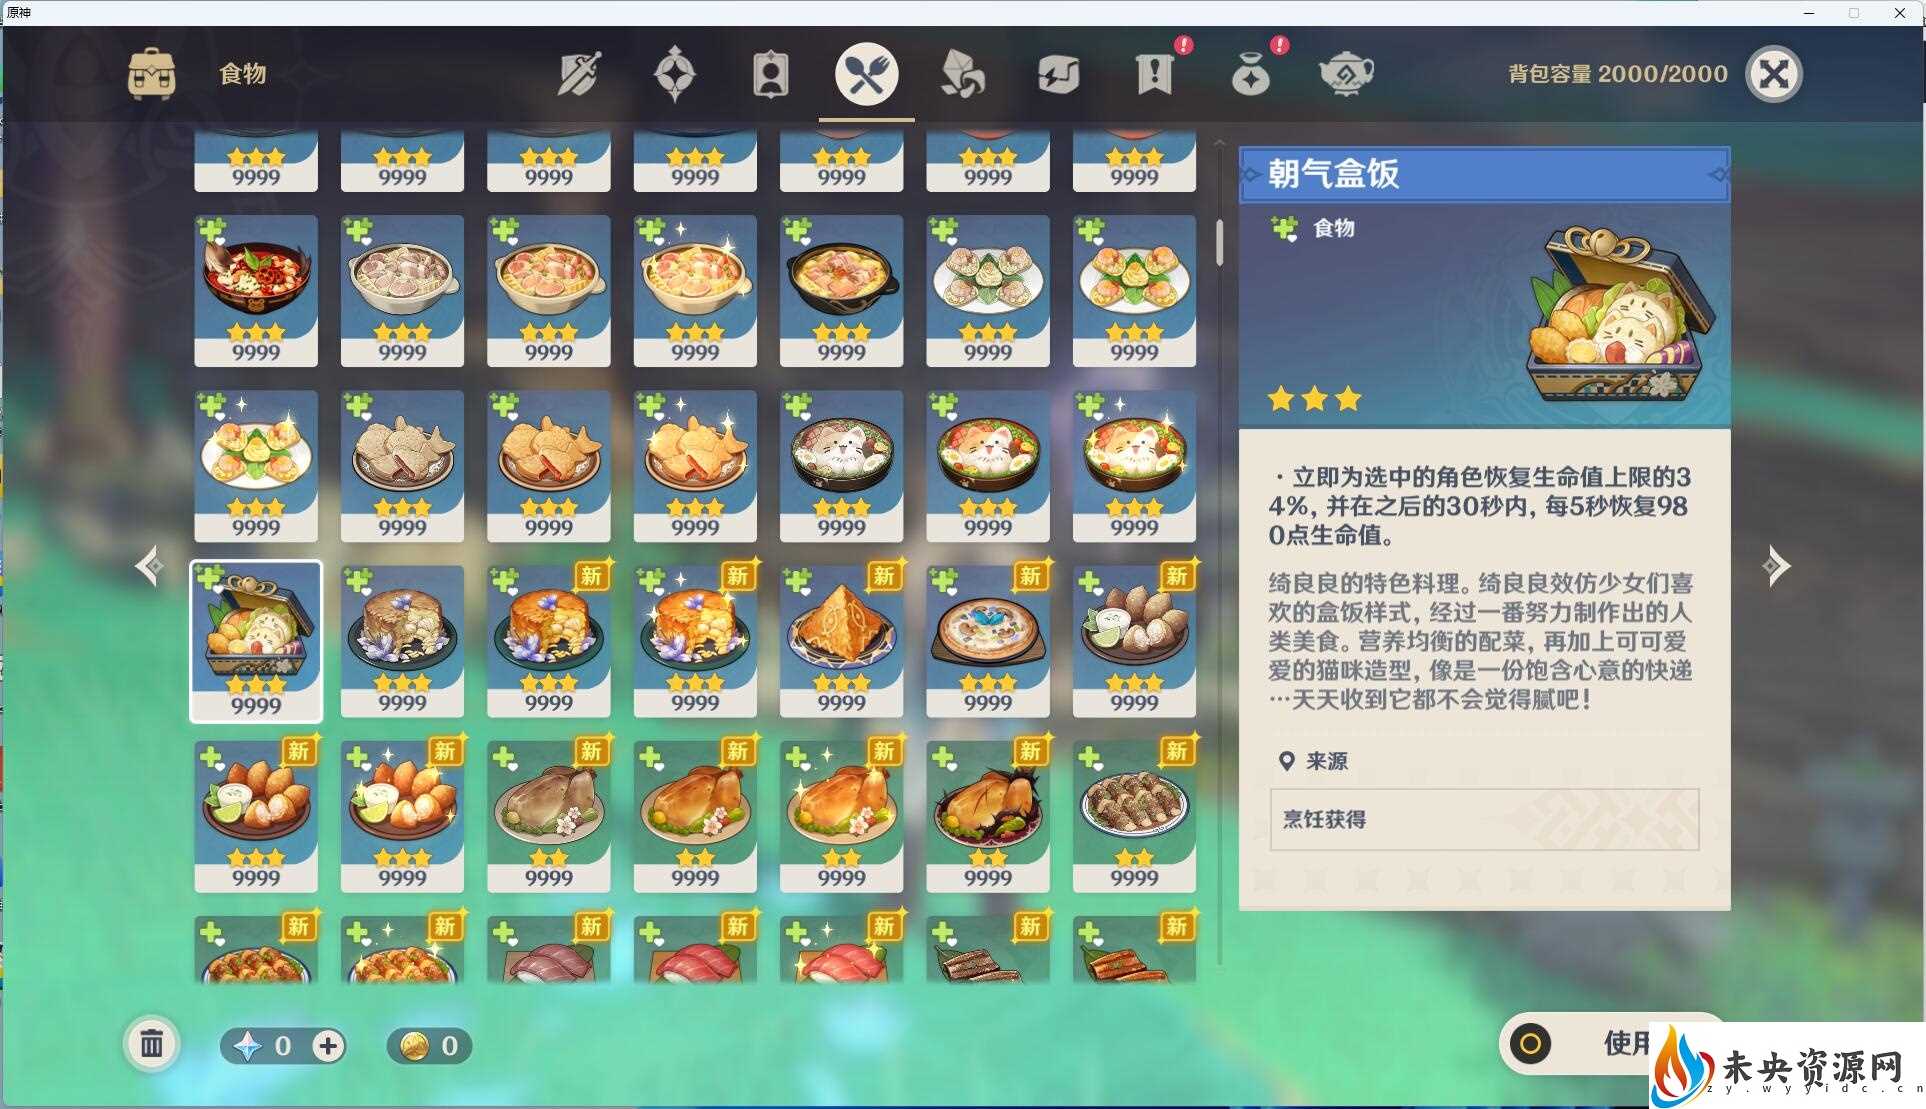 原神
食物
背包容量 2000/2000
9999 9999 9999 9999 9999 9999 9999
9999 9999 9999 9999 9999 9999 9999
9999 9999 9999 9999 9999 9999 9999
新 新 新 新 新
9999 9999 9999 9999 9999 9999 9999
新 新 新 新 新 新 新
9999 9999 9999 9999 9999 9999 9999
新 新 新 新 新 新 新
朝气盒饭
食物
·立即为选中的角色恢复生命值上限的3
4%, 并在之后的30秒内, 每5秒恢复98
0点生命值。
绮良良的特色料理。绮良良效仿少女们喜
欢的盒饭样式, 经过一番努力制作出的人
类美食。营养均衡的配菜, 再加上可可爱
爱的猫咪造型, 像是一份饱含心意的快递
…天天收到它都不会觉得腻吧!
来源
烹饪获得
0
0
使用
未央资源网
zy.wyyidc.cn